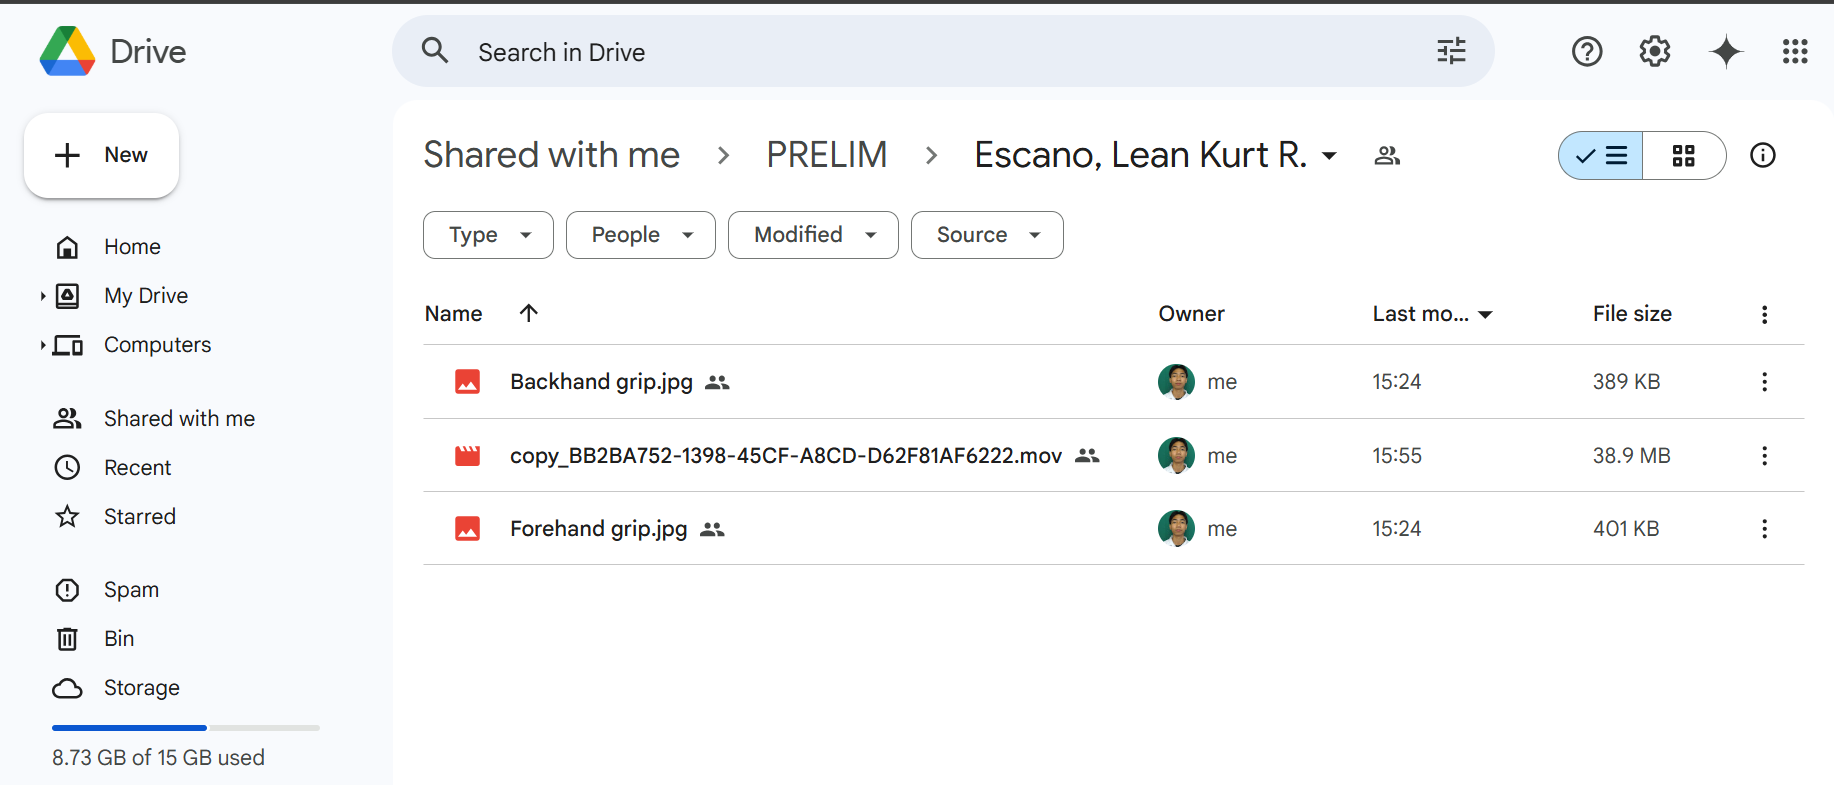 Drive
Search in Drive
New
Shared with me
PRELIM
Escano, Lean Kurt R.
Type
People
Modified
Source
Home
My Drive
Computers
Shared with me
Recent
Starred
Spam
Bin
Storage
8.73 GB of 15 GB used
Name Owner Last mo... File size
Backhand grip.jpg me 15:24 389 KB
copy_BB2BA752-1398-45CF-A8CD-D62F81AF6222.mov me 15:55 38.9 MB
Forehand grip.jpg me 15:24 401 KB